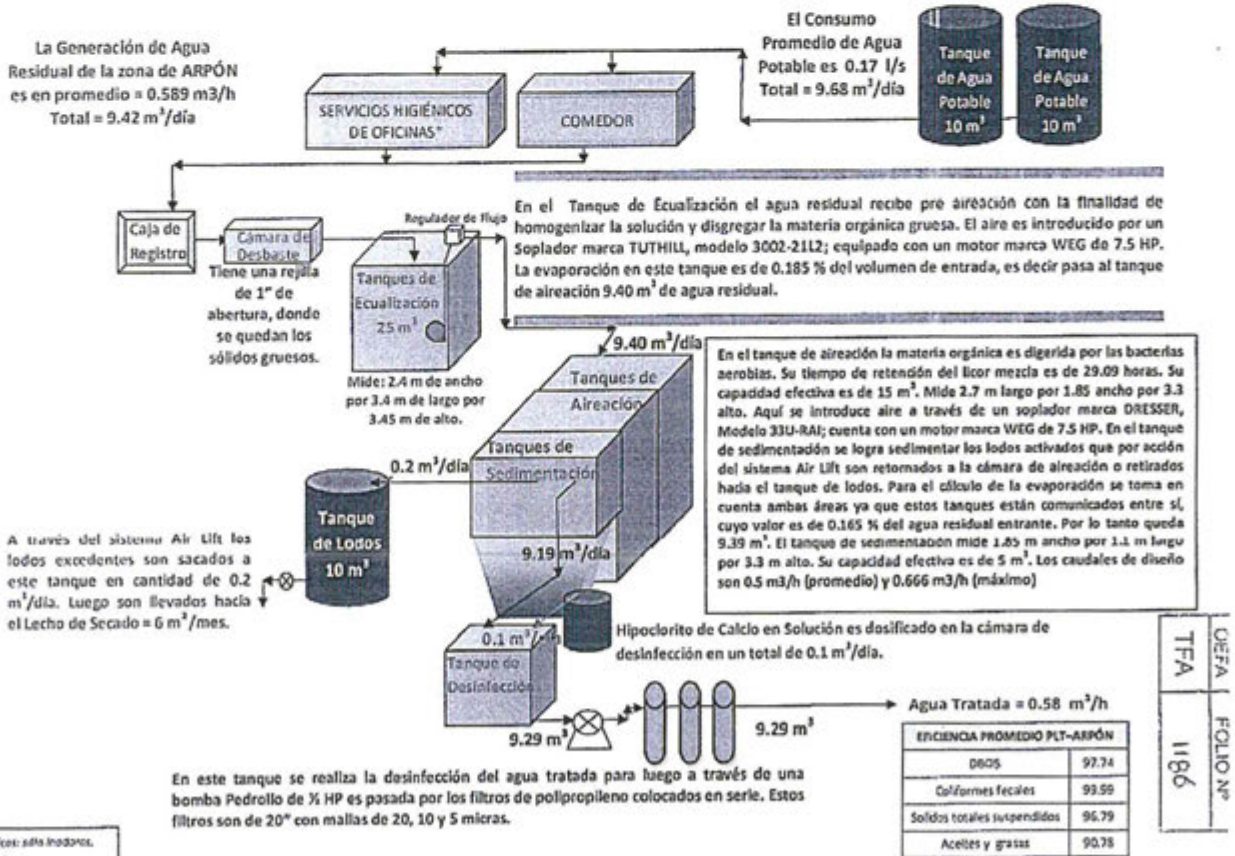 La Generación de Agua
Residual de la zona de ARPÓN
es en promedio = 0.589 m3/h
Total = 9.42 m³/día
El Consumo
Promedio de Agua
Potable es 0.17 l/s
Total = 9.68 m³/día
Tanque
de Agua
Potable
10 m³
Tanque
de Agua
Potable
10 m³
SERVICIOS HIGIÉNICOS
DE OFICINAS*
COMEDOR
Caja de
Registro
Cámara de
Desbaste
Tiene una rejilla
de 1" de
abertura, donde
se quedan los
sólidos gruesos.
Regulador de Flujo
Tanques de
Ecualización
25 m³
Mide: 2.4 m de ancho
por 3.4 m de largo por
3.45 m de alto.
En el Tanque de Ecualización el agua residual recibe pre aireación con la finalidad de
homogenizar la solución y disgregar la materia orgánica gruesa. El aire es introducido por un
Soplador marca TUTHILL, modelo 3002-21L2; equipado con un motor marca WEG de 7.5 HP.
La evaporación en este tanque es de 0.185 % del volumen de entrada, es decir pasa al tanque
de aireación 9.40 m³ de agua residual.
9.40 m³/día
Tanques de
Aireación
Tanques de
Sedimentación
0.2 m³/día
9.19 m³/día
En el tanque de aireación la materia orgánica es digerida por las bacterias
aerobias. Su tiempo de retención del licor mezcla es de 29.09 horas. Su
capacidad efectiva es de 15 m³. Mide 2.7 m largo por 1.85 ancho por 3.3
alto. Aquí se introduce aire a través de un soplador marca DRESSER,
Modelo 33U-RAI; cuenta con un motor marca WEG de 7.5 HP. En el tanque
de sedimentación se logra sedimentar los lodos activados que por acción
del sistema Air Lift son retornados a la cámara de aireación o retirados
hacia el tanque de lodos. Para el cálculo de la evaporación se toma en
cuenta ambas áreas ya que estos tanques están comunicados entre sí,
cuyo valor es de 0.165 % del agua residual entrante. Por lo tanto queda
9.39 m³. El tanque de sedimentación mide 1.85 m ancho por 1.1 m largo
por 3.3 m alto. Su capacidad efectiva es de 5 m³. Los caudales de diseño
son 0.5 m3/h (promedio) y 0.666 m3/h (máximo)
Tanque
de Lodos
10 m³
A través del sistema Air Lift los
lodos excedentes son sacados a
este tanque en cantidad de 0.2
m³/día. Luego son llevados hacia
el Lecho de Secado = 6 m³/mes.
0.1 m³/día
Tanque de
Desinfección
Hipoclorito de Calcio en Solución es dosificado en la cámara de
desinfección en un total de 0.1 m³/día.
9.29 m³
9.29 m³
Agua Tratada = 0.58 m³/h
En este tanque se realiza la desinfección del agua tratada para luego a través de una
bomba Pedrollo de ½ HP es pasada por los filtros de polipropileno colocados en serie. Estos
filtros son de 20" con mallas de 20, 10 y 5 micras.
EFICIENCIA PROMEDIO PLT-ARPÓN
DBO5 97.74
Coliformes fecales 99.99
Solidos totales suspendidos 96.79
Aceites y grasas 90.78
OEFA FOLIO Nº
TFA 1186